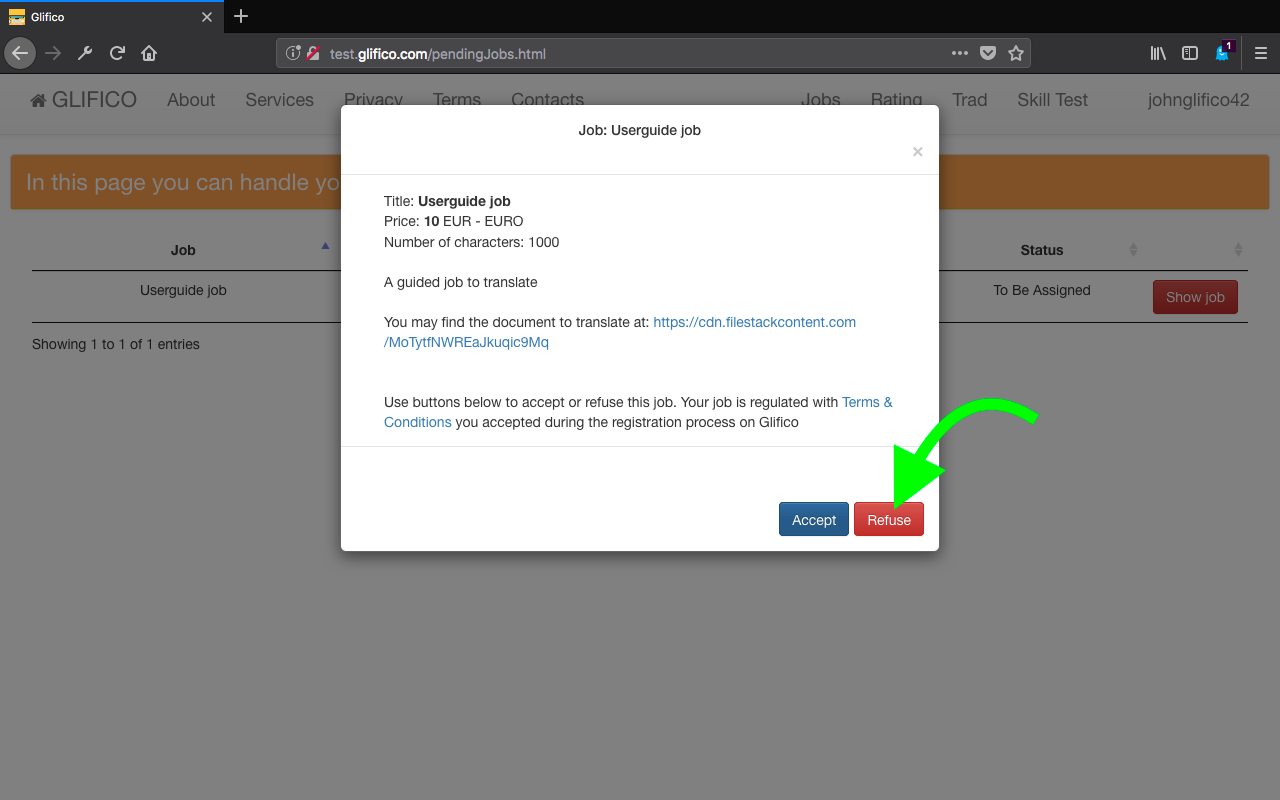 Glifico
test.glifico.com/pendingJobs.html
1
GLIFICO About Services Privacy Terms Contacts Jobs Rating Trad Skill Test johnglifico42
In this page you can handle yo
Job Status
Userguide job To Be Assigned Show job
Showing 1 to 1 of 1 entries
Job: Userguide job
×
Title: Userguide job
Price: 10 EUR - EURO
Number of characters: 1000
A guided job to translate
You may find the document to translate at: https://cdn.filestackcontent.com
/MoTytfNWREaJkuqic9Mq
Use buttons below to accept or refuse this job. Your job is regulated with Terms &
Conditions you accepted during the registration process on Glifico
Accept Refuse